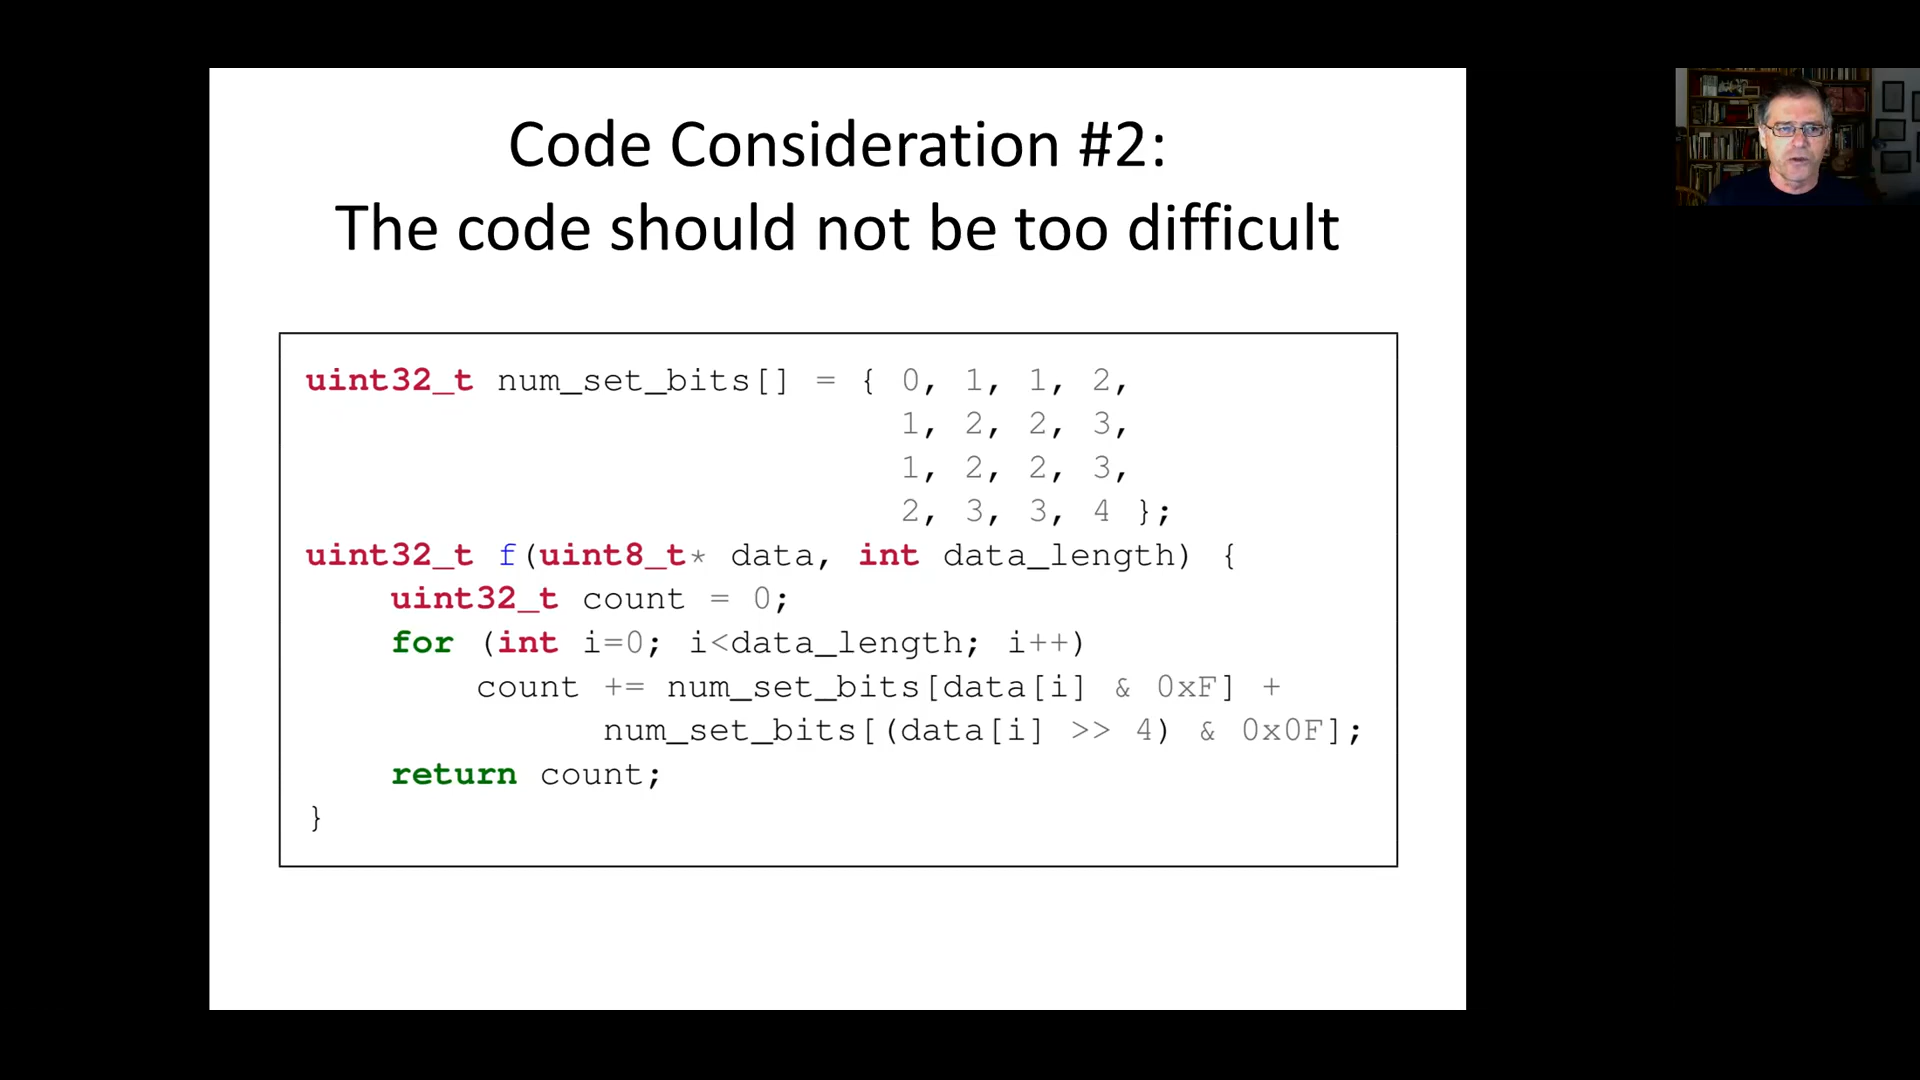 Code Consideration #2:
The code should not be too difficult
uint32_t num_set_bits[] = { 0, 1, 1, 2,
1, 2, 2, 3,
1, 2, 2, 3,
2, 3, 3, 4 };
uint32_t f(uint8_t* data, int data_length) {
uint32_t count = 0;
for (int i=0; i<data_length; i++)
count += num_set_bits[data[i] & 0xF] +
num_set_bits[(data[i] >> 4) & 0x0F];
return count;
}